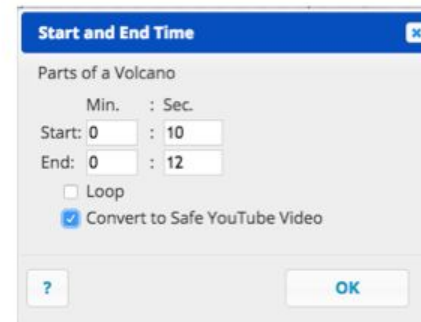 Start and End Time
Parts of a Volcano
Min. : Sec.
Start: 0 : 10
End: 0 : 12
Loop
Convert to Safe YouTube Video
? OK